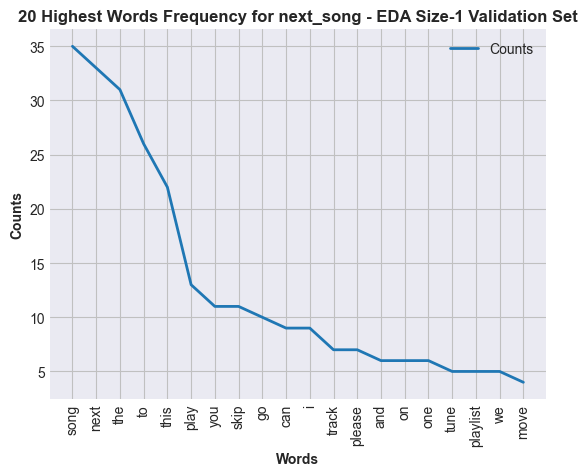 20 Highest Words Frequency for next_song - EDA Size-1 Validation Set
Counts
35
30
25
20
15
10
5
Counts
song
next
the
to
this
play
you
skip
go
can
i
track
please
and
on
one
tune
playlist
we
move
Words